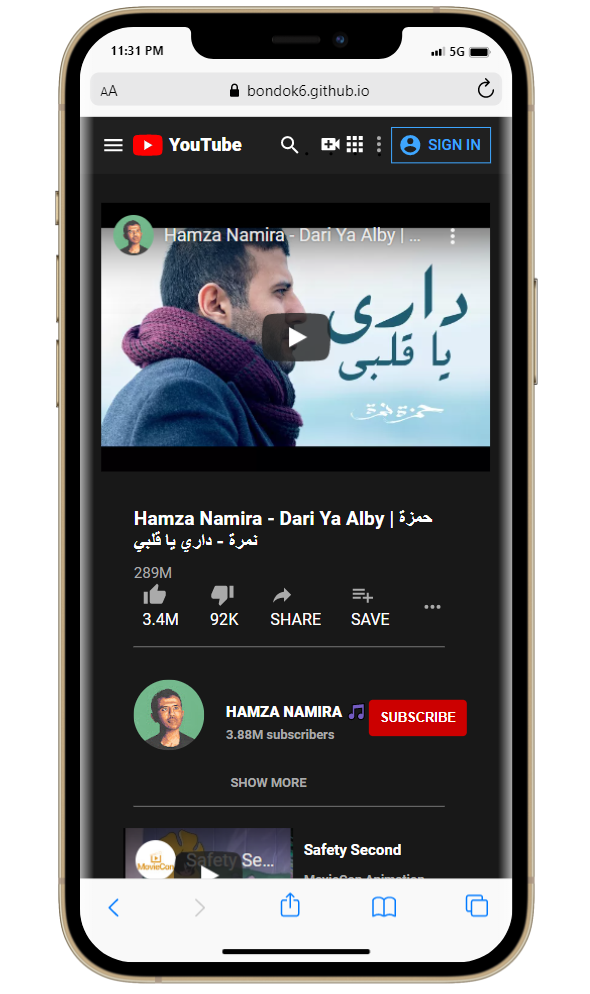 11:31 PM
5G
AA
bondok6.github.io
YouTube
SIGN IN
Hamza Namira - Dari Ya Alby | ...
داري
يا قلبي
حمزة نمرة
Hamza Namira - Dari Ya Alby | حمزة
نمرة - داري يا قلبي
289M
3.4M
92K
SHARE
SAVE
HAMZA NAMIRA
SUBSCRIBE
3.88M subscribers
SHOW MORE
Safety Se...
MovieCon
Safety Second
MovieCon Animation